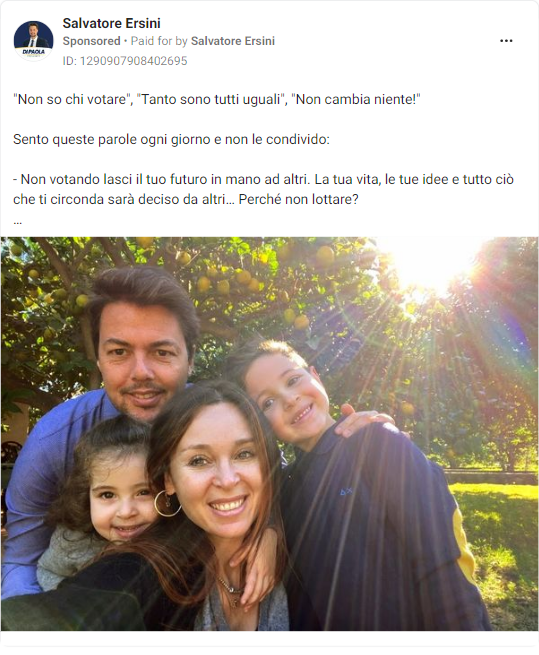 Salvatore Ersini
Sponsored • Paid for by Salvatore Ersini
ID: 1290907908402695
"Non so chi votare", "Tanto sono tutti uguali", "Non cambia niente!"
Sento queste parole ogni giorno e non le condivido:
- Non votando lasci il tuo futuro in mano ad altri. La tua vita, le tue idee e tutto ciò
che ti circonda sarà deciso da altri... Perché non lottare?
...
DIPAOLA